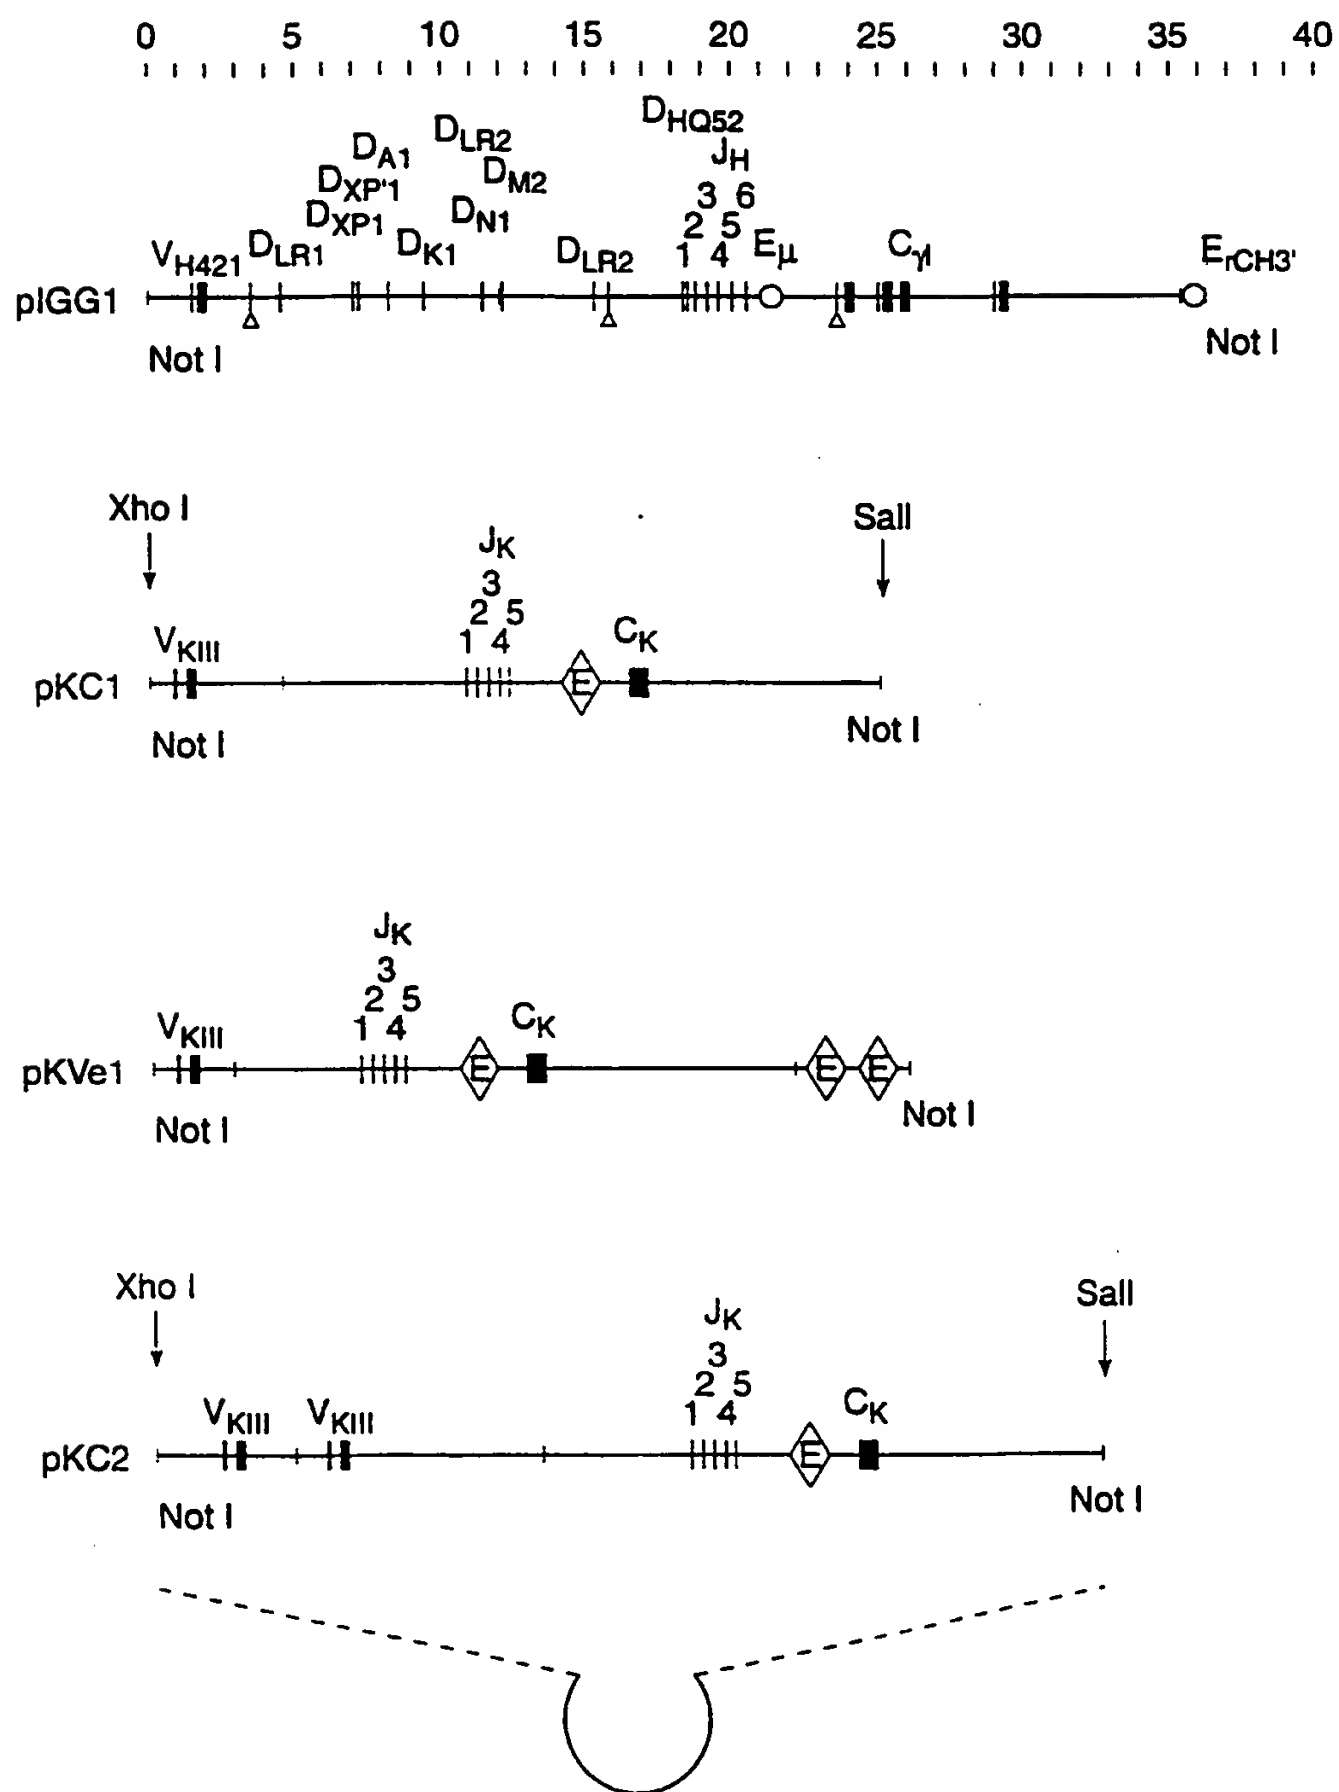 0 5 10 15 20 25 30 35 40
DHQ52
DLR2
DA1
JH
DM2
DXP'1
3 6
DXP1
DN1
2 5
VH421 DLR1 DK1 DLR2 1 4 Eμ CγI ErCH3'
pIGG1
Not I Not I
Xho I SalI
JK
3
2 5
VKIII 1 4 E CK
pKC1
Not I Not I
JK
3
2 5
VKIII 1 4 E CK E E
pKVe1
Not I Not I
Xho I SalI
JK
3
2 5
VKIII VKIII 1 4 E CK
pKC2
Not I Not I